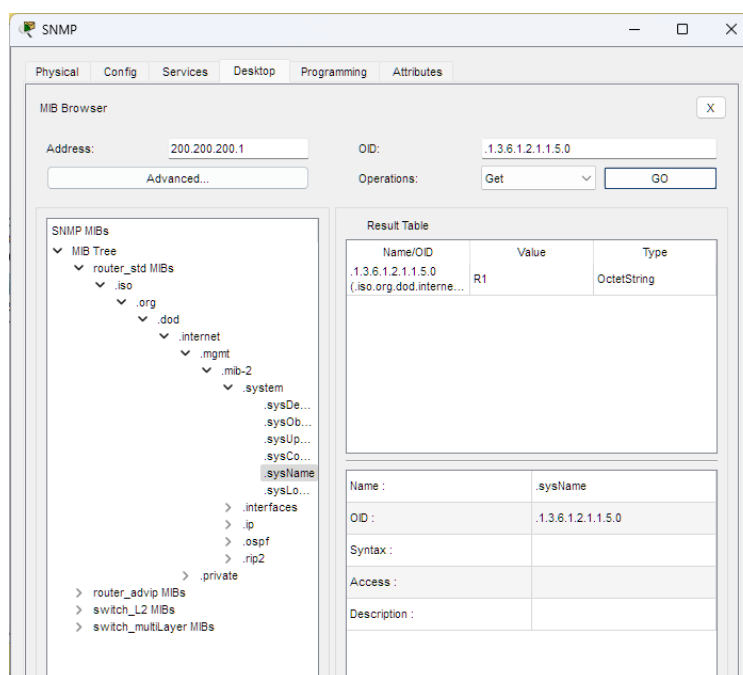 SNMP
Physical Config Services Desktop Programming Attributes
MIB Browser
X
Address: 200.200.200.1 OID: .1.3.6.1.2.1.1.5.0
Advanced... Operations: Get GO
SNMP MIBs
MIB Tree
router_std MIBs
.iso
.org
.dod
.internet
.mgmt
.mib-2
.system
.sysDe...
.sysOb...
.sysUp...
.sysCo...
.sysName
.sysLo...
.interfaces
.ip
.ospf
.rip2
.private
router_advip MIBs
switch_L2 MIBs
switch_multiLayer MIBs
Result Table
Name/OID Value Type
.1.3.6.1.2.1.1.5.0
(.iso.org.dod.interne... R1 OctetString
Name : .sysName
OID : .1.3.6.1.2.1.1.5.0
Syntax :
Access :
Description :